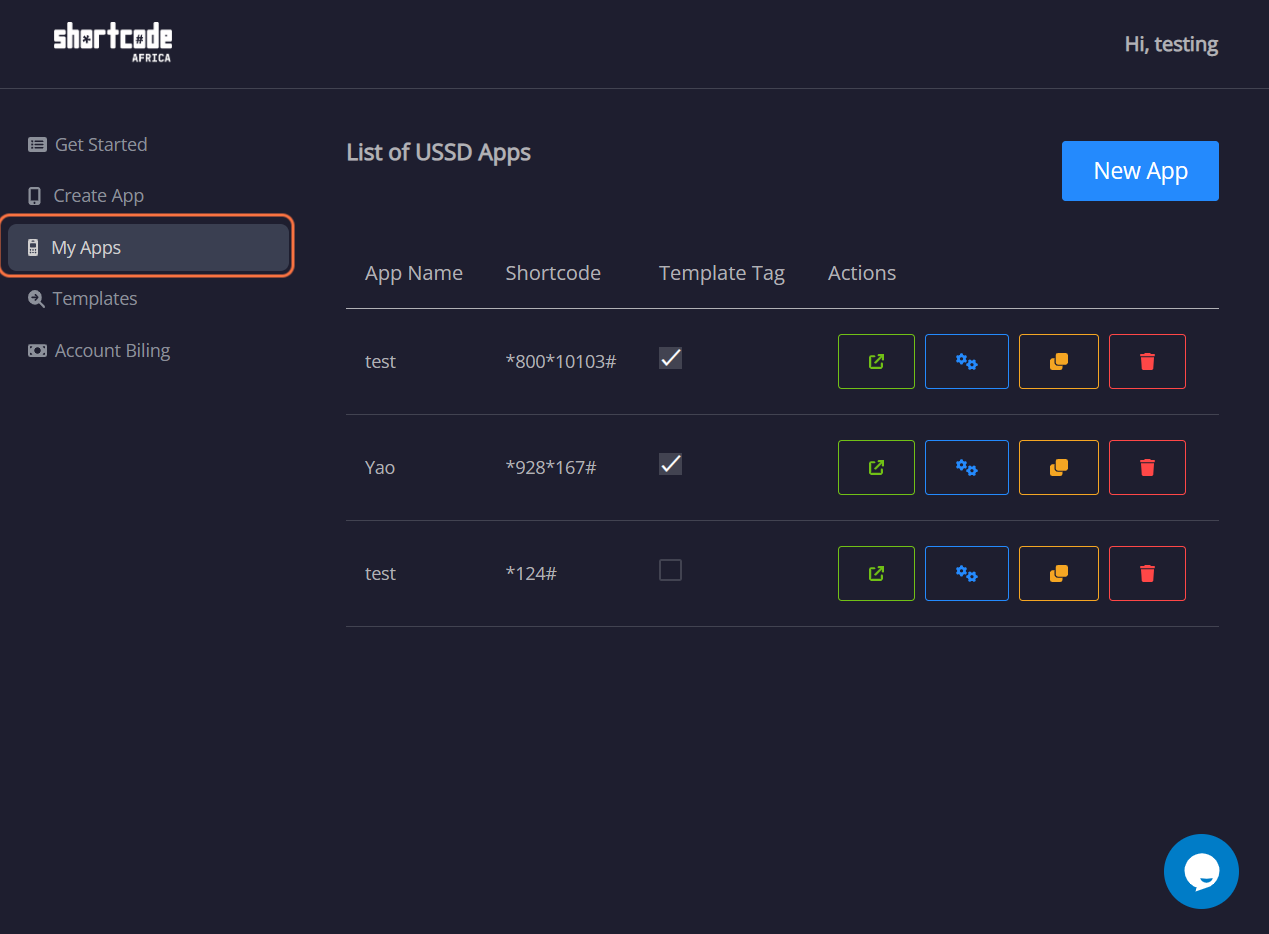 shortcode
AFRICA
Hi, testing
Get Started
Create App
My Apps
Templates
Account Biling
List of USSD Apps
New App
App Name Shortcode Template Tag Actions
test *800*10103#
Yao *928*167#
test *124#